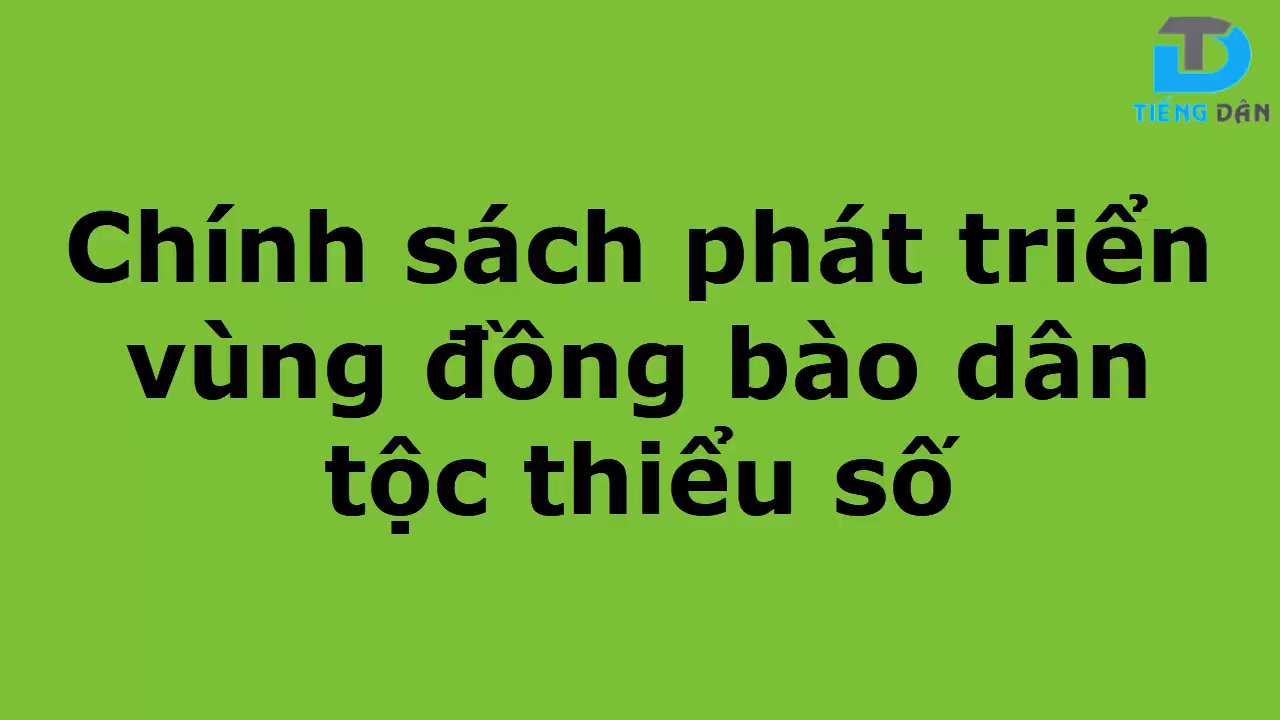 TIẾNG DÂN
Chính sách phát triển
vùng đồng bào dân
tộc thiểu số